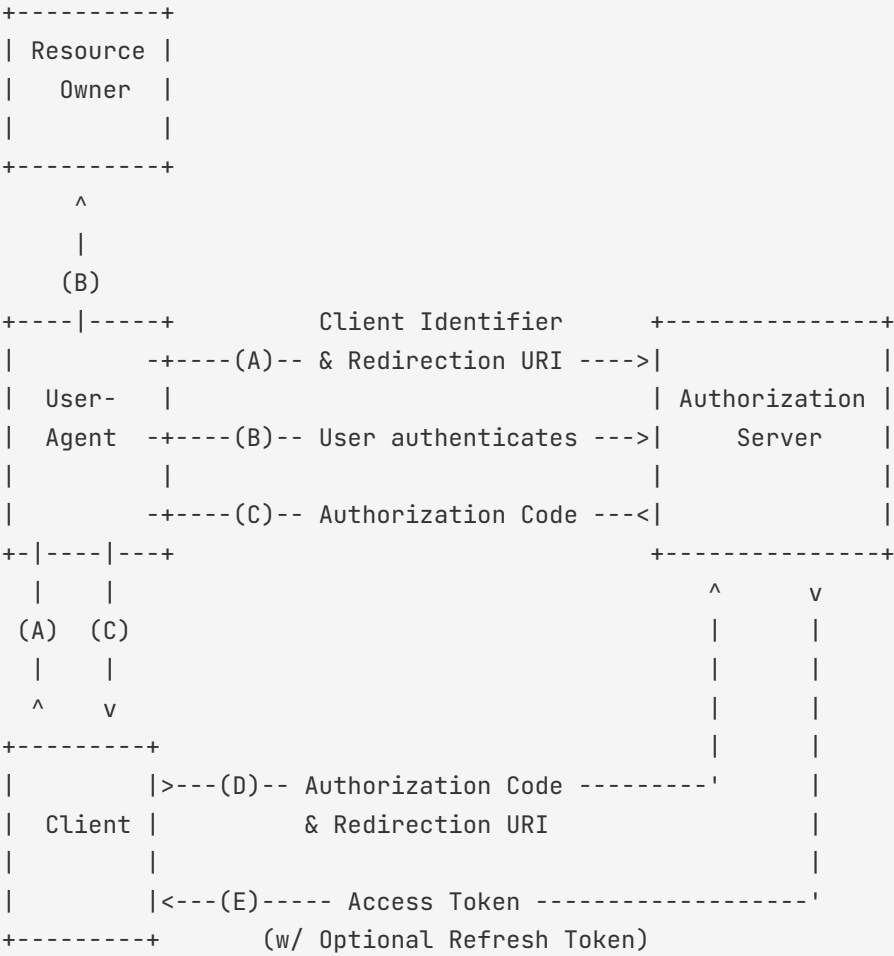 +----------+
| Resource |
|   Owner  |
|          |
+----------+
     ^
     |
    (B)
+----|-----+          Client Identifier      +---------------+
|         -+----(A)-- & Redirection URI ---->|               |
|  User-   |                                 | Authorization |
|  Agent  -+----(B)-- User authenticates --->|     Server    |
|          |                                 |               |
|         -+----(C)-- Authorization Code ---<|               |
+-|----|---+                                 +---------------+
  |    |                                         ^      v
 (A)  (C)                                        |      |
  |    |                                         |      |
  ^    v                                         |      |
+---------+                                      |      |
|         |>---(D)-- Authorization Code ---------'      |
|  Client |          & Redirection URI                  |
|         |                                             |
|         |<---(E)----- Access Token -------------------'
+---------+       (w/ Optional Refresh Token)